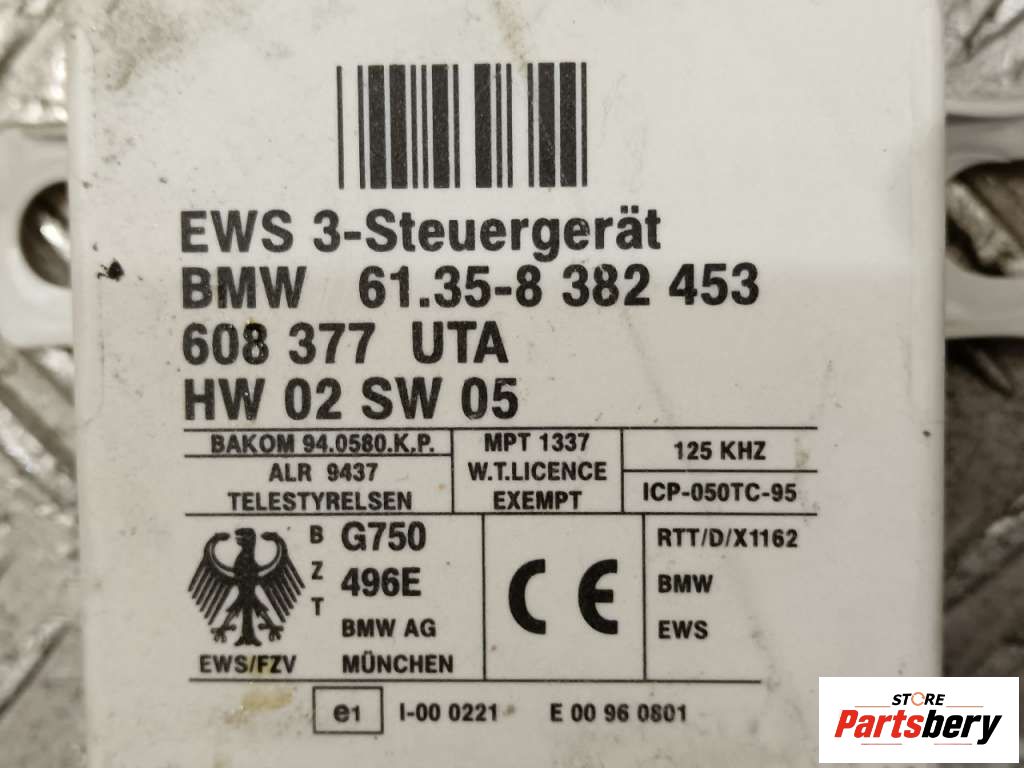 EWS 3-Steuergerät
BMW 61.35-8 382 453
608 377 UTA
HW 02 SW 05
BAKOM 94.0580.K.P.
ALR 9437
TELESTYRELSEN
MPT 1337
W.T.LICENCE
EXEMPT
125 KHZ
ICP-050TC-95
BZT
G750
496E
BMW AG
MÜNCHEN
EWS/FZV
CE
RTT/D/X1162
BMW
EWS
e1 I-00 0221 E 00 96 0801
STORE
Partsbery